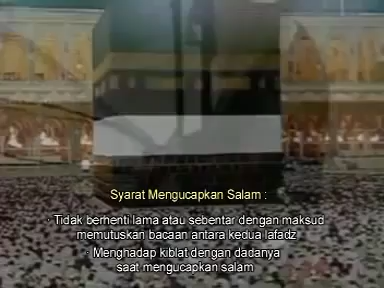 Syarat Mengucapkan Salam :
· Tidak berhenti lama atau sebentar dengan maksud
memutuskan bacaan antara kedua lafadz
· Menghadap kiblat dengan dadanya
saat mengucapkan salam